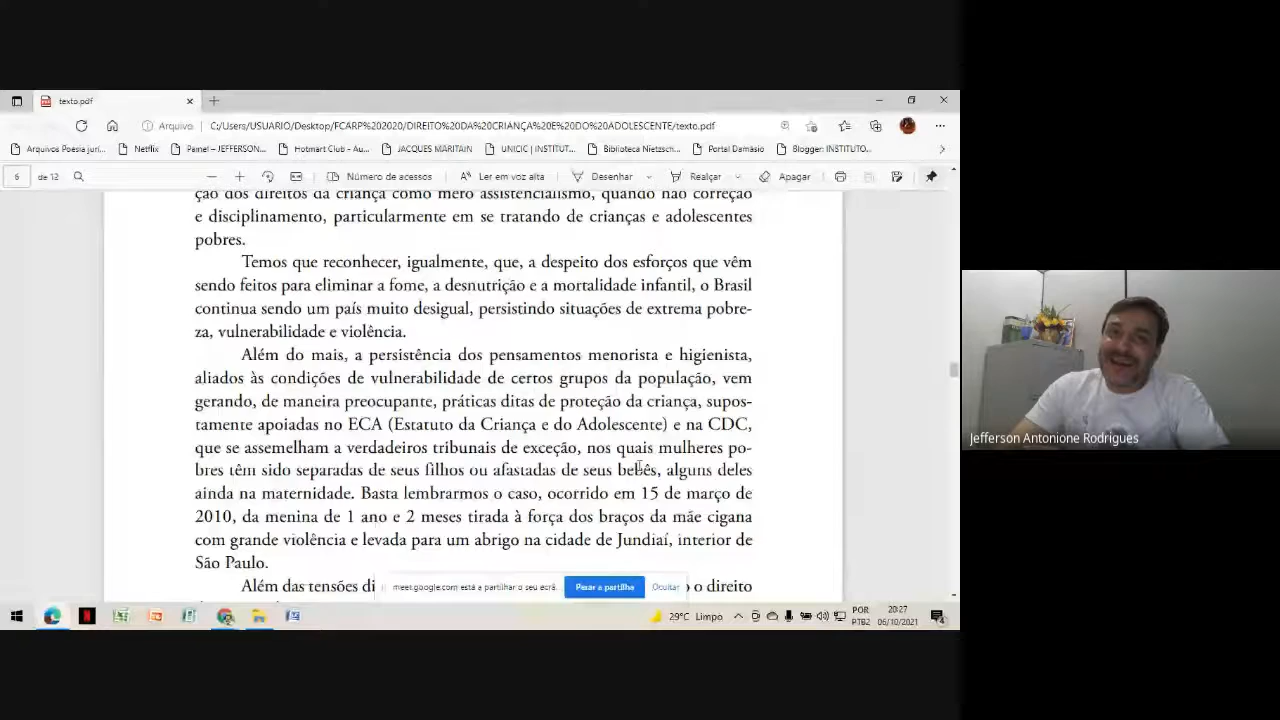 texto.pdf
Arquivo C:/Users/USUARIO/Desktop/FCARP%202020/DIREITO%20DA%20CRIANÇA%20E%20DO%20ADOLESCENTE/texto.pdf
Arquivos Poesia juri... Netflix Painel – JEFFERSON... Hotmart Club – Au... JACQUES MARITAIN UNICIC | INSTITUT... Biblioteca Nietzsch... Portal Damásio Blogger: INSTITUTO...
6 de 12 Número de acessos Ler em voz alta Desenhar Realçar Apagar
ção dos direitos da criança como mero assistencialismo, quando não correção
e disciplinamento, particularmente em se tratando de crianças e adolescentes
pobres.
Temos que reconhecer, igualmente, que, a despeito dos esforços que vêm
sendo feitos para eliminar a fome, a desnutrição e a mortalidade infantil, o Brasil
continua sendo um país muito desigual, persistindo situações de extrema pobre-
za, vulnerabilidade e violência.
Além do mais, a persistência dos pensamentos menorista e higienista,
aliados às condições de vulnerabilidade de certos grupos da população, vem
gerando, de maneira preocupante, práticas ditas de proteção da criança, supos-
tamente apoiadas no ECA (Estatuto da Criança e do Adolescente) e na CDC,
que se assemelham a verdadeiros tribunais de exceção, nos quais mulheres po-
bres têm sido separadas de seus filhos ou afastadas de seus bebês, alguns deles
ainda na maternidade. Basta lembrarmos o caso, ocorrido em 15 de março de
2010, da menina de 1 ano e 2 meses tirada à força dos braços da mãe cigana
com grande violência e levada para um abrigo na cidade de Jundiaí, interior de
São Paulo.
Além das tensões di o direito
meet.google.com está a partilhar o seu ecrã. Parar a partilha Ocultar
29°C Limpo POR 20:27
PTB2 06/10/2021
Jefferson Antonione Rodrigues